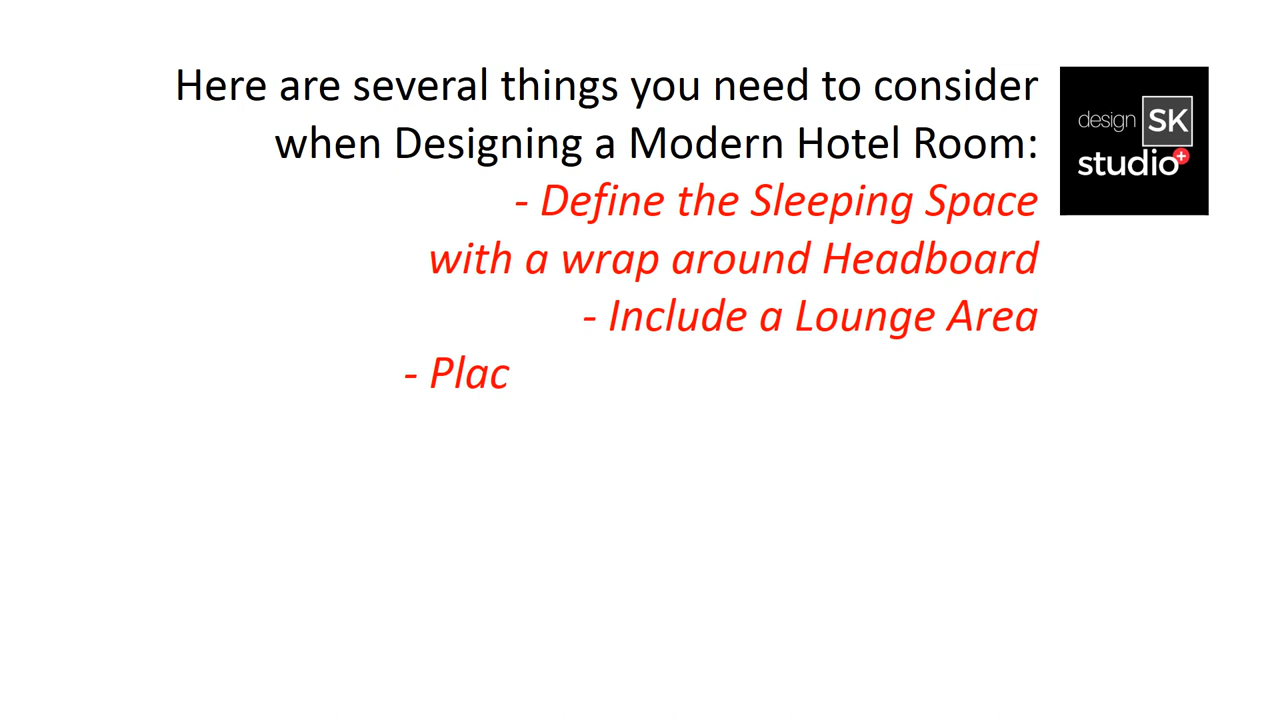 Here are several things you need to consider
when Designing a Modern Hotel Room:
- Define the Sleeping Space
with a wrap around Headboard
- Include a Lounge Area
- Plac
design SK
studio+